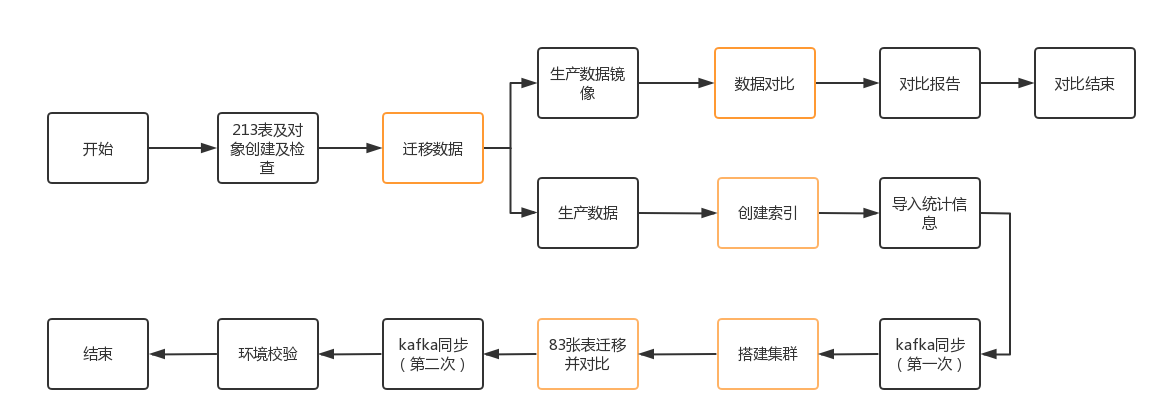 开始
213表及对
象创建及检
查
迁移数据
生产数据镜
像
数据对比
对比报告
对比结束
生产数据
创建索引
导入统计信
息
kafka同步
（第一次）
搭建集群
83张表迁移
并对比
kafka同步
（第二次）
环境校验
结束